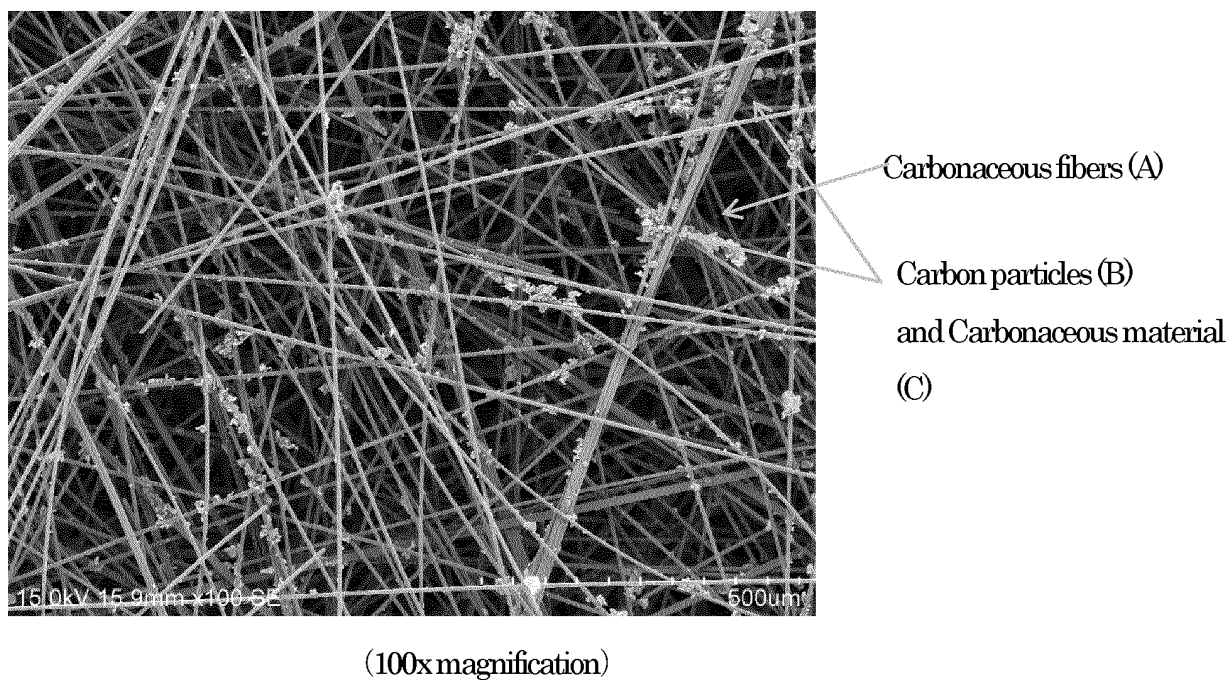 Carbonaceous fibers (A)
Carbon particles (B)
and Carbonaceous material
(C)
15.0kV 15.9mm x100 SE
500um
(100x magnification)